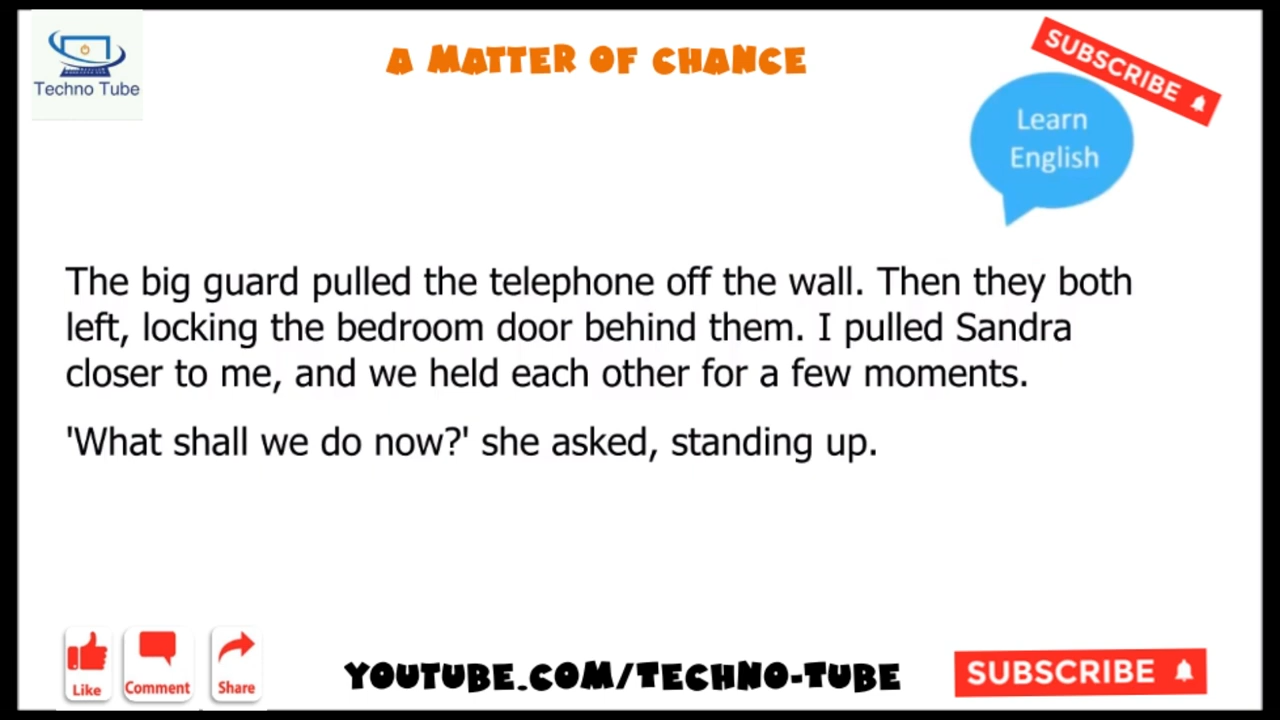 Techno Tube
A MATTER OF CHANCE
SUBSCRIBE
Learn
English
The big guard pulled the telephone off the wall. Then they both
left, locking the bedroom door behind them. I pulled Sandra
closer to me, and we held each other for a few moments.
'What shall we do now?' she asked, standing up.
Like
Comment
Share
YOUTUBE.COM/TECHNO-TUBE
SUBSCRIBE